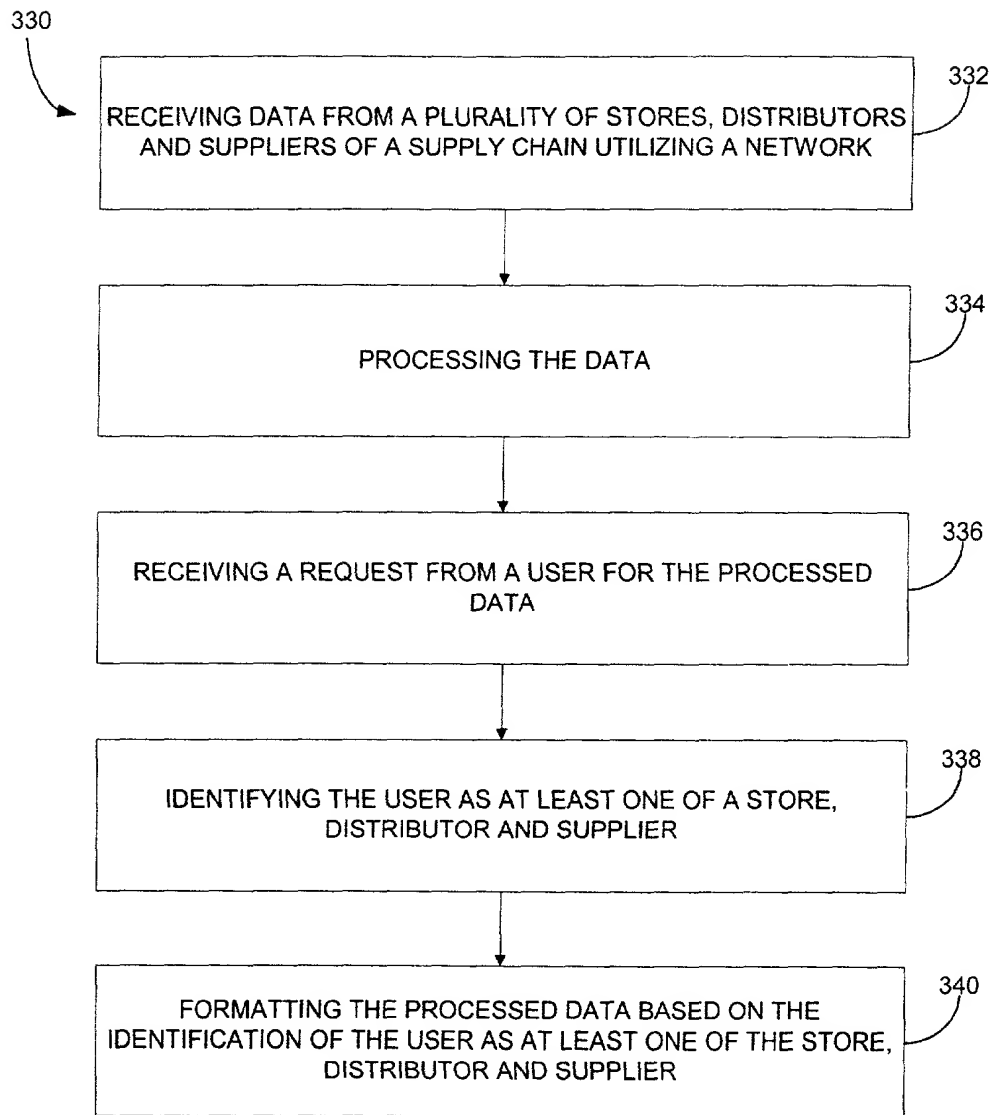 330
332
RECEIVING DATA FROM A PLURALITY OF STORES, DISTRIBUTORS
AND SUPPLIERS OF A SUPPLY CHAIN UTILIZING A NETWORK
334
PROCESSING THE DATA
336
RECEIVING A REQUEST FROM A USER FOR THE PROCESSED
DATA
338
IDENTIFYING THE USER AS AT LEAST ONE OF A STORE,
DISTRIBUTOR AND SUPPLIER
340
FORMATTING THE PROCESSED DATA BASED ON THE
IDENTIFICATION OF THE USER AS AT LEAST ONE OF THE STORE,
DISTRIBUTOR AND SUPPLIER